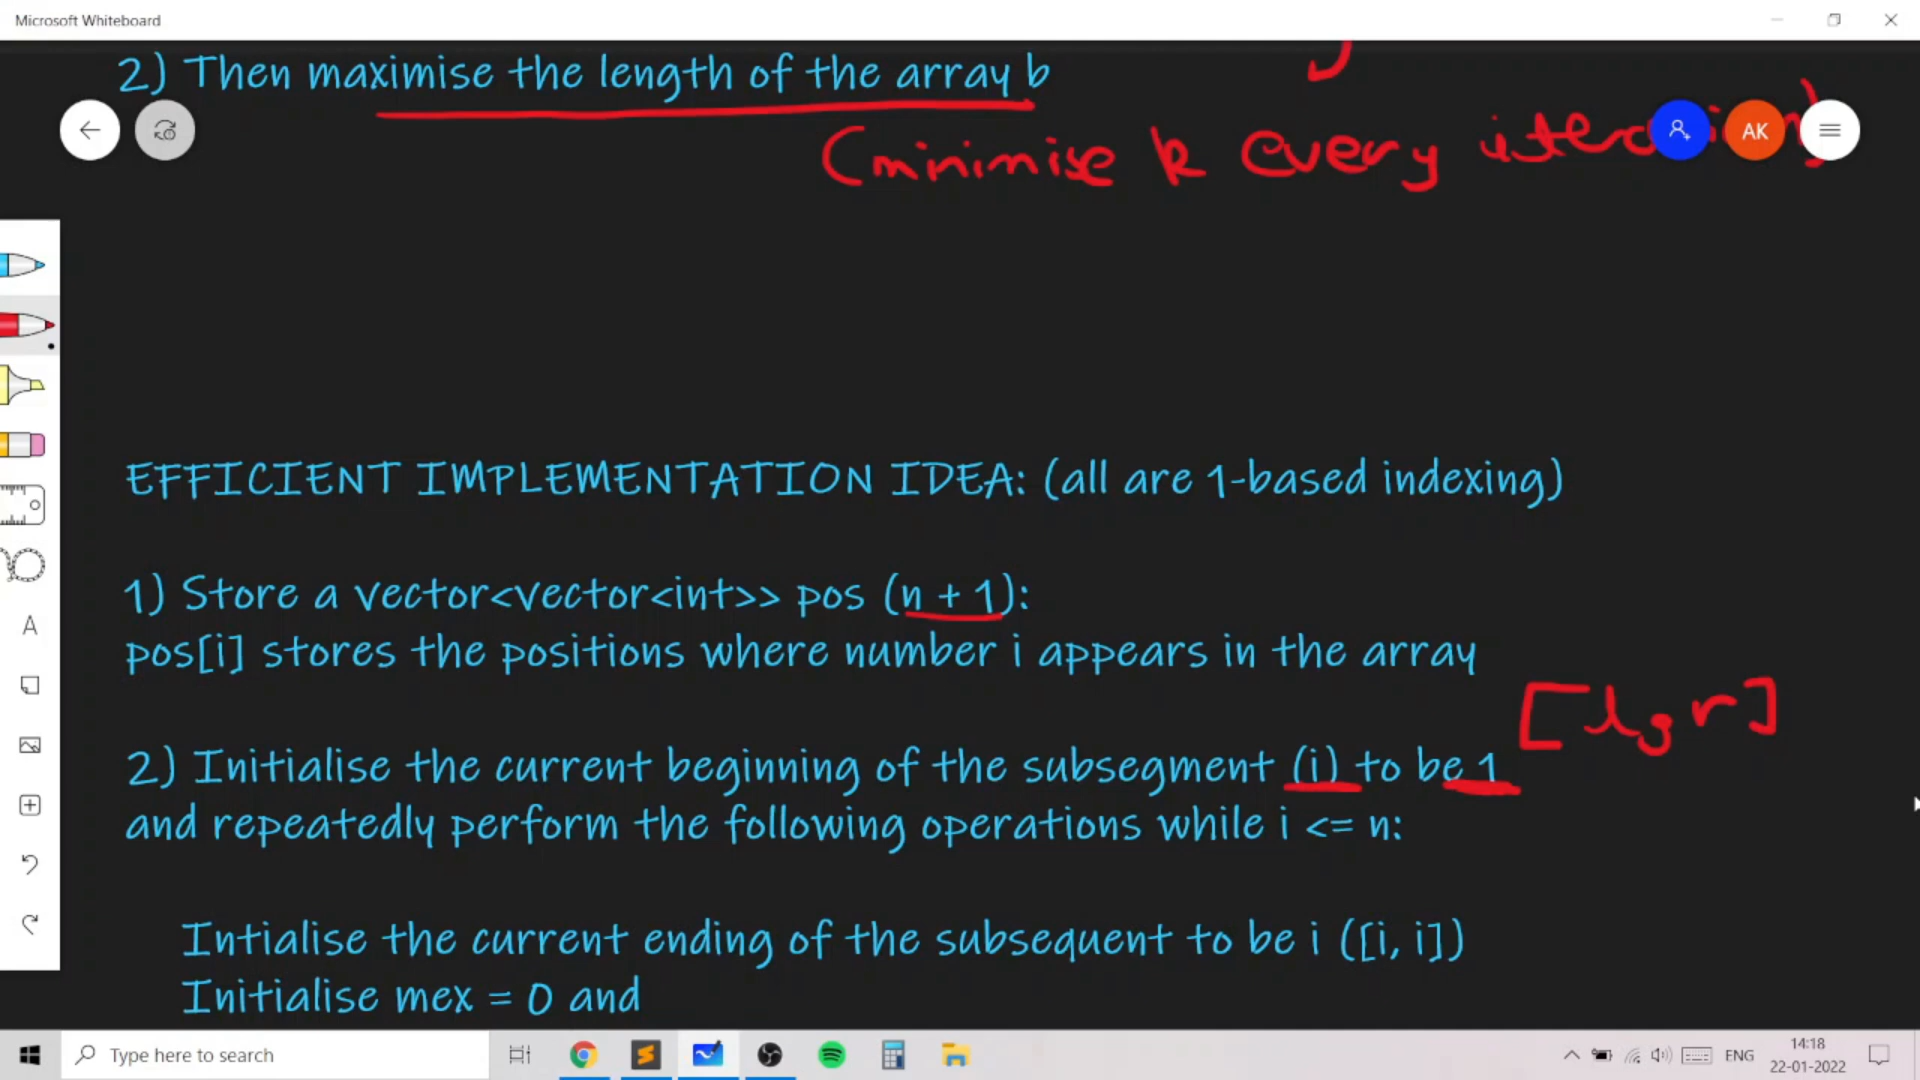 Microsoft Whiteboard
2) Then maximise the length of the array b
(minimise k every
AK
EFFICIENT IMPLEMENTATION IDEA: (all are 1-based indexing)
1) Store a vector<vector<int>> pos (n + 1):
pos[i] stores the positions where number i appears in the array
[l, r]
2) Initialise the current beginning of the subsegment (i) to be 1
and repeatedly perform the following operations while i <= n:
Intialise the current ending of the subsequent to be i ([i, i])
Initialise mex = 0 and
Type here to search
ENG
14:18
22-01-2022